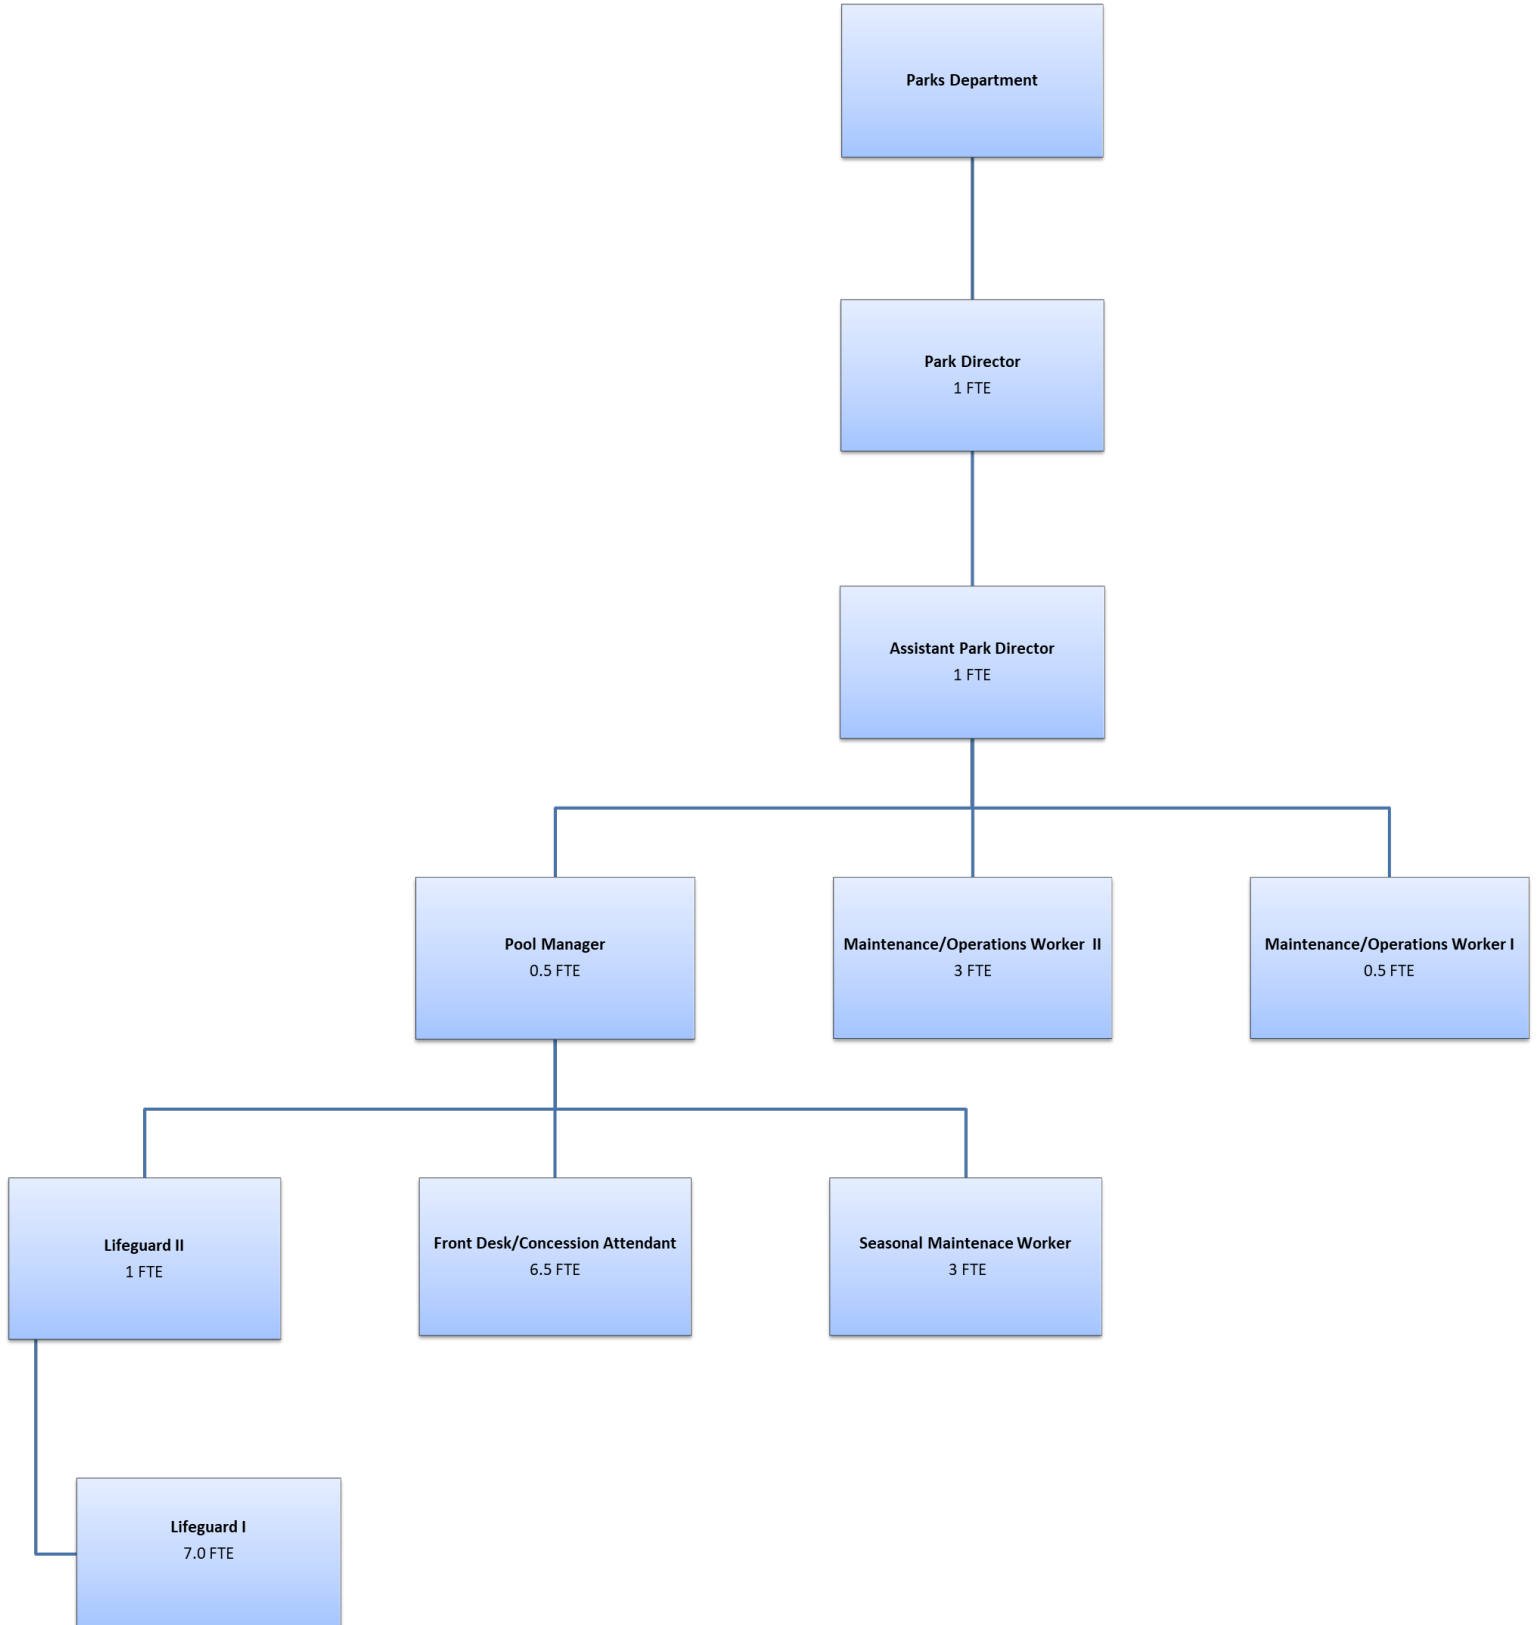 Parks Department
Park Director
1 FTE
Assistant Park Director
1 FTE
Pool Manager
0.5 FTE
Maintenance/Operations Worker  II
3 FTE
Maintenance/Operations Worker I
0.5 FTE
Lifeguard II
1 FTE
Front Desk/Concession Attendant
6.5 FTE
Seasonal Maintenace Worker
3 FTE
Lifeguard I
7.0 FTE